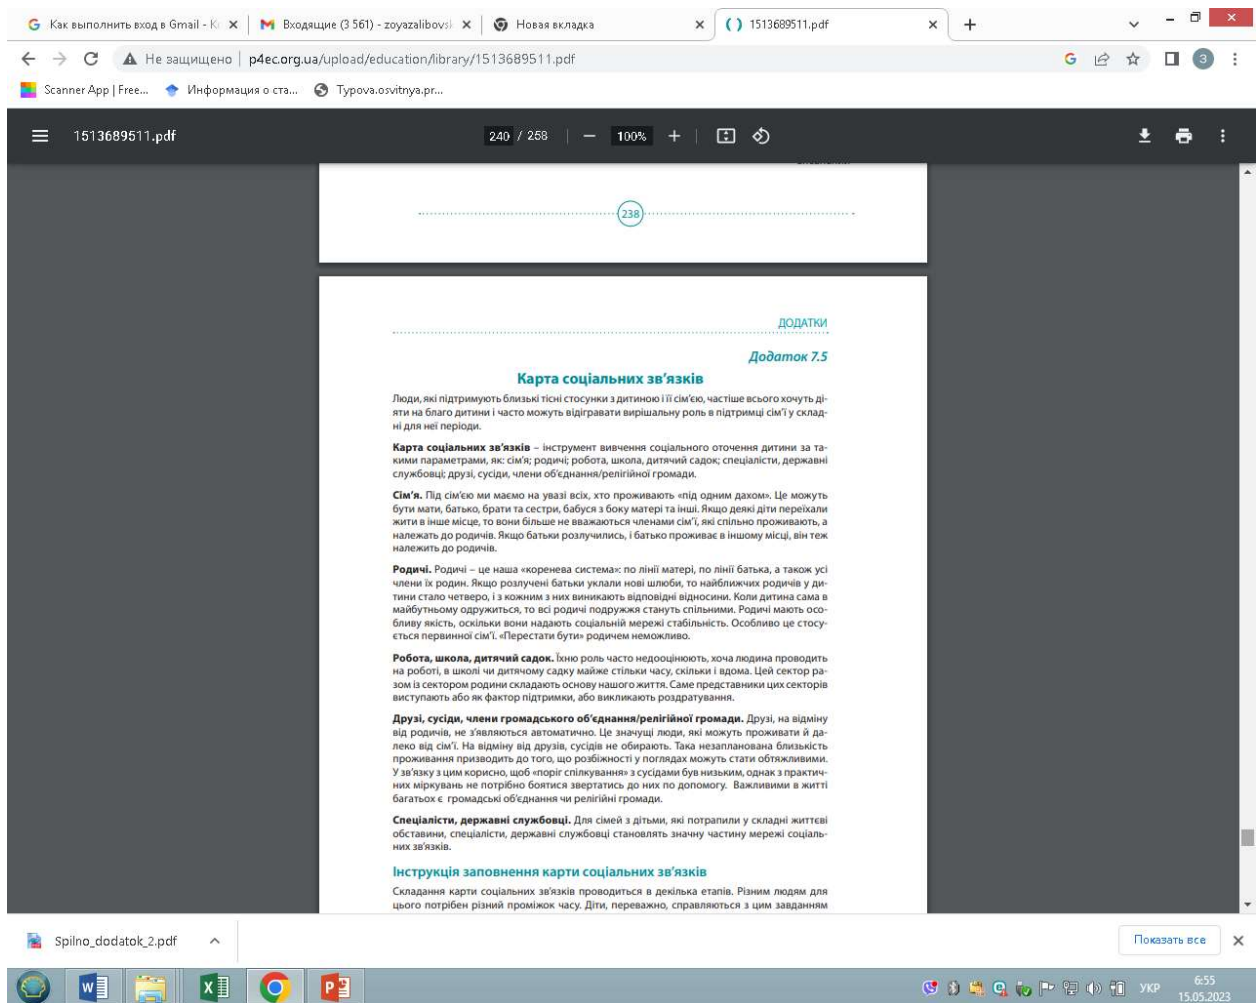 Как выполнить вход в Gmail - К
Входящие (3 561) - zoyazalibovsk
Новая вкладка
1513689511.pdf
Не защищено | p4ec.org.ua/upload/education/library/1513689511.pdf
З
Scanner App | Free...
Информация о ста...
Typova.osvitnya.pr...
1513689511.pdf
240 / 258
100%
238
ДОДАТКИ
Додаток 7.5
Карта соціальних зв’язків
Люди, які підтримують близькі тісні стосунки з дитиною і її сім’єю, частіше всього хочуть ді-
яти на благо дитини і часто можуть відігравати вирішальну роль в підтримці сім’ї у склад-
ні для неї періоди.
Карта соціальних зв’язків – інструмент вивчення соціального оточення дитини за та-
кими параметрами, як: сім’я; родичі; робота, школа, дитячий садок; спеціалісти, державні
службовці; друзі, сусіди, члени об’єднання/релігійної громади.
Сім’я. Під сім’єю ми маємо на увазі всіх, хто проживають «під одним дахом». Це можуть
бути мати, батько, брати та сестри, бабуся з боку матері та інші. Якщо деякі діти переїхали
жити в інше місце, то вони більше не вважаються членами сім’ї, які спільно проживають, а
належать до родичів. Якщо батьки розлучились, і батько проживає в іншому місці, він теж
належить до родичів.
Родичі. Родичі – це наша «коренева система»: по лінії матері, по лінії батька, а також усі
члени їх родин. Якщо розлучені батьки уклали нові шлюби, то найближчих родичів у ди-
тини стало четверо, і з кожним з них виникають відповідні відносини. Коли дитина сама в
майбутньому одружиться, то всі родичі подружжя стануть спільними. Родичі мають осо-
бливу якість, оскільки вони надають соціальній мережі стабільність. Особливо це стосу-
ється первинної сім’ї. «Перестати бути» родичем неможливо.
Робота, школа, дитячий садок. Їхню роль часто недооцінюють, хоча людина проводить
на роботі, в школі чи дитячому садку майже стільки часу, скільки і вдома. Цей сектор ра-
зом із сектором родини складають основу нашого життя. Саме представники цих секторів
виступають або як фактор підтримки, або викликають роздратування.
Друзі, сусіди, члени громадського об’єднання/релігійної громади. Друзі, на відміну
від родичів, не з’являються автоматично. Це значущі люди, які можуть проживати й да-
леко від сім’ї. На відміну від друзів, сусідів не обирають. Така незапланована близькість
проживання призводить до того, що розбіжності у поглядах можуть стати обтяжливими.
У зв’язку з цим корисно, щоб «поріг спілкування» з сусідами був низьким, однак з практич-
них міркувань не потрібно боятися звертатись до них по допомогу. Важливими в житті
багатьох є громадські об’єднання чи релігійні громади.
Спеціалісти, державні службовці. Для сімей з дітьми, які потрапили у складні життєві
обставини, спеціалісти, державні службовці становлять значну частину мережі соціаль-
них зв’язків.
Інструкція заповнення карти соціальних зв’язків
Складання карти соціальних зв’язків проводиться в декілька етапів. Різним людям для
цього потрібен різний проміжок часу. Діти, переважно, справляються з цим завданням
Spilno_dodatok_2.pdf
Показать все
УКР
6:55
15.05.2023